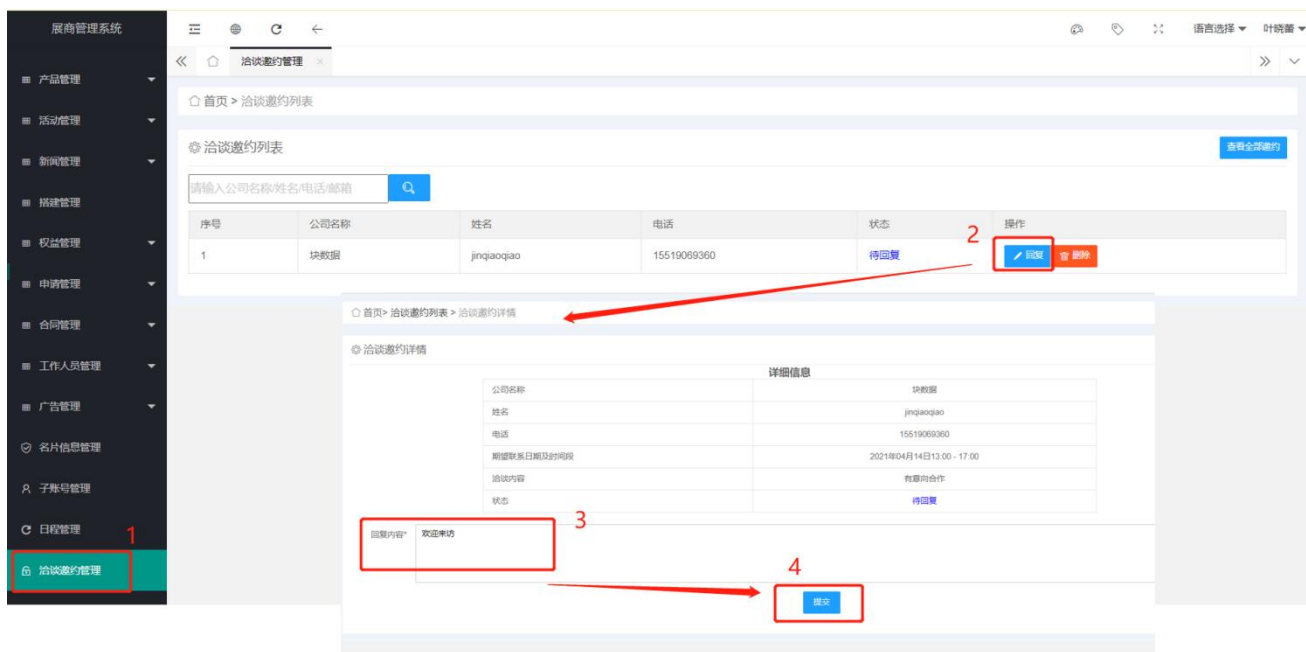 展商管理系统
语言选择 叶晓蕾
洽谈邀约管理
产品管理
活动管理
新闻管理
搭建管理
权益管理
申请管理
合同管理
工作人员管理
广告管理
名片信息管理
子账号管理
日程管理
洽谈邀约管理
1
首页 > 洽谈邀约列表
洽谈邀约列表
查看全部邀约
请输入公司名称/姓名/电话/邮箱
序号 公司名称 姓名 电话 状态 操作
2
1 块数据 jinqiaoqiao 15519069360 待回复 回复 删除
首页> 洽谈邀约列表 > 洽谈邀约详情
洽谈邀约详情
详细信息
公司名称 块数据
姓名 jinqiaoqiao
电话 15519069360
期望联系日期及时间段 2021年04月14日13:00 - 17:00
洽谈内容 有意向合作
状态 待回复
3
回复内容* 欢迎来访
4
提交